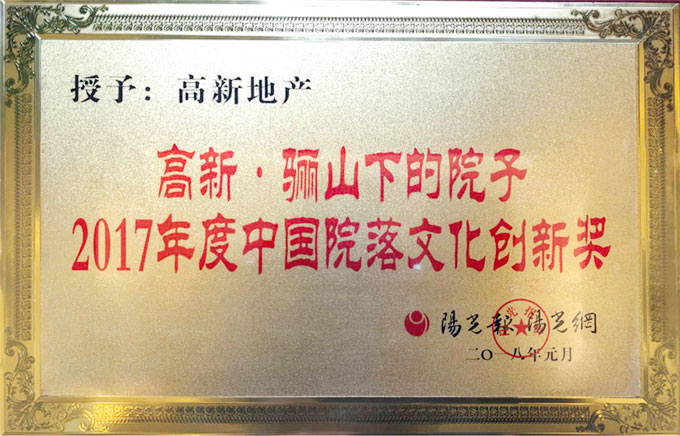 授予：高新地产
高新·骊山下的院子
2017年度中国院落文化创新奖
陽光報 陽光網
二〇一八年元月